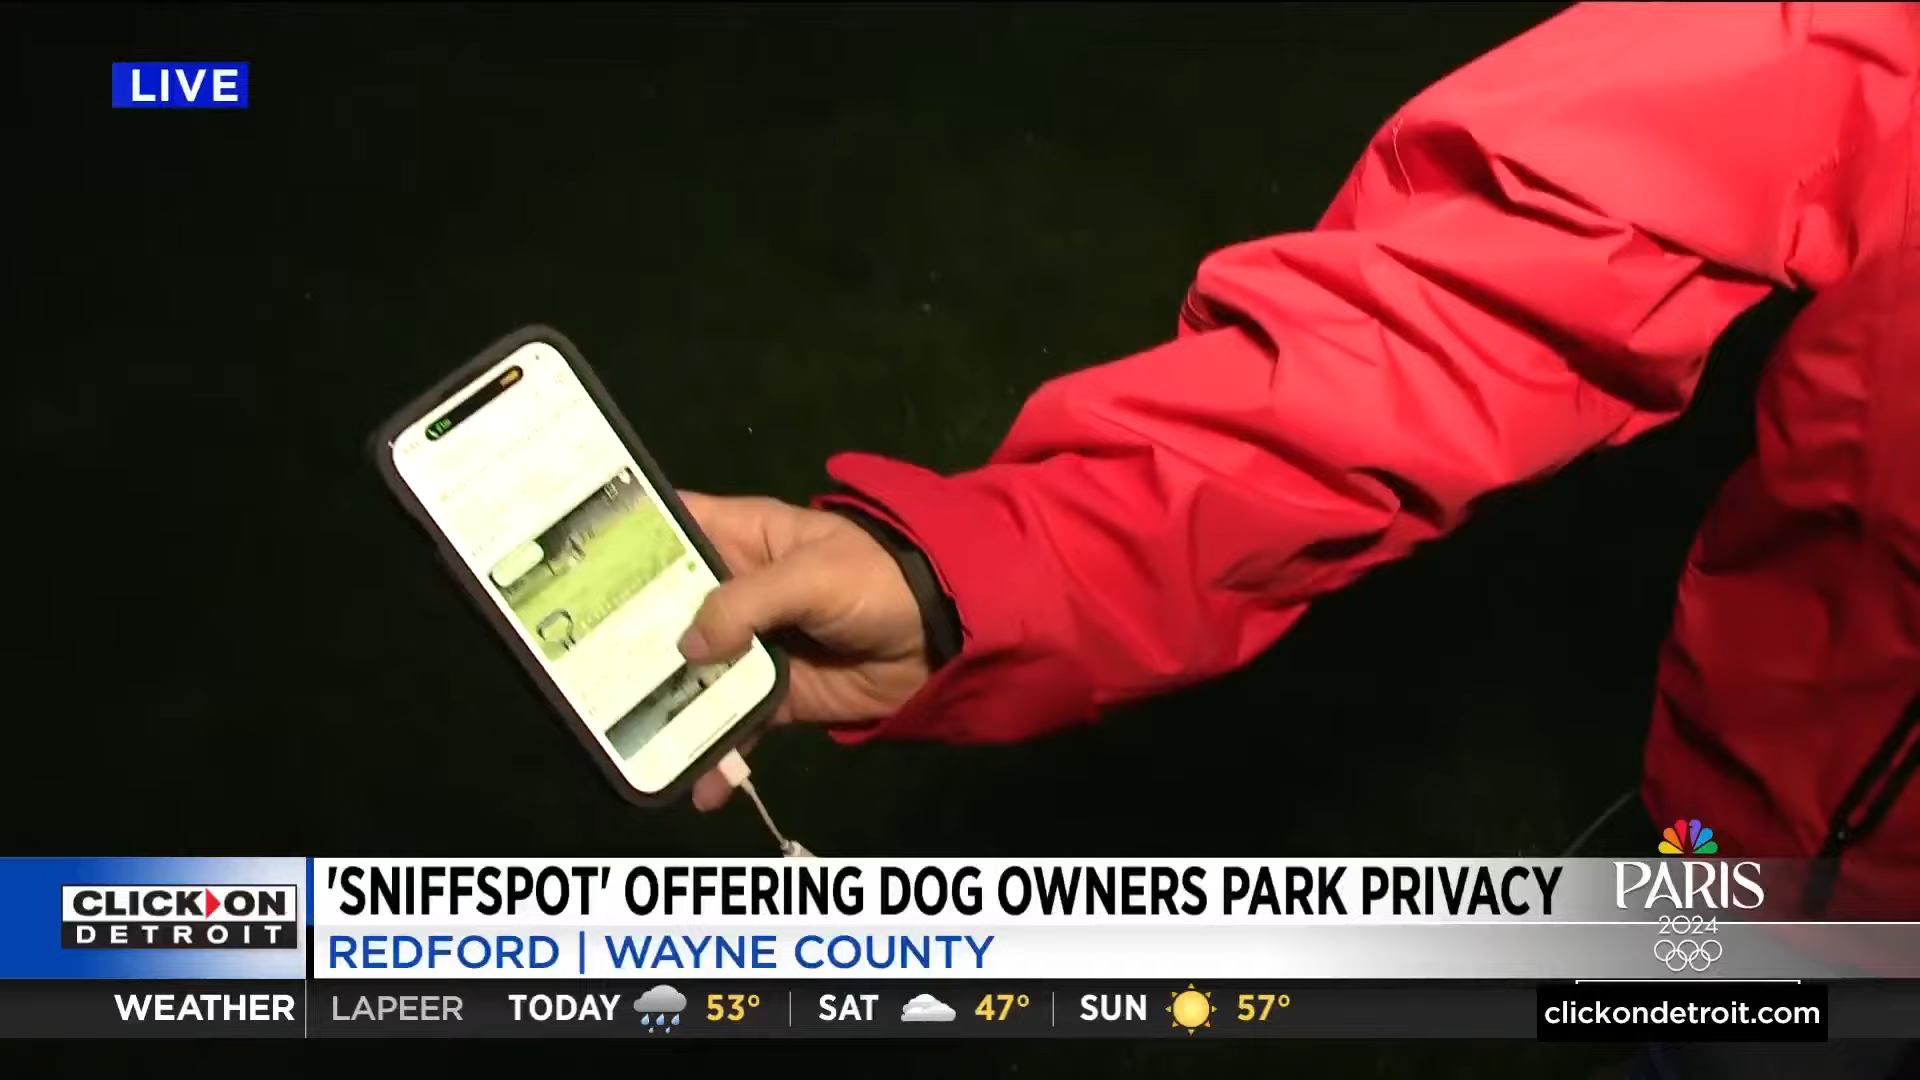 LIVE
'SNIFFSPOT' OFFERING DOG OWNERS PARK PRIVACY
REDFORD | WAYNE COUNTY
CLICK ON
DETROIT
PARIS
2024
WEATHER LAPEER TODAY 53° SAT 47° SUN 57°
clickondetroit.com